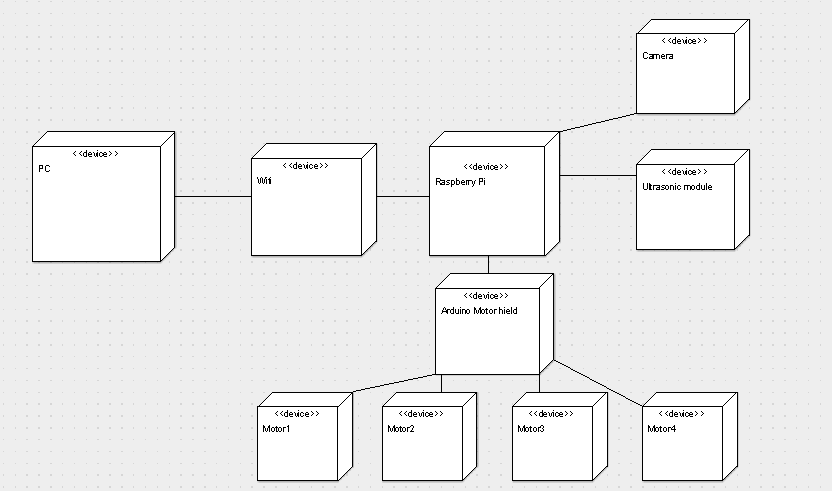 <<device>>
Camera
<<device>>
PC
<<device>>
Wifi
<<device>>
Raspberry Pi
<<device>>
Ultrasonic module
<<device>>
Arduino Motor hield
<<device>>
Motor1
<<device>>
Motor2
<<device>>
Motor3
<<device>>
Motor4